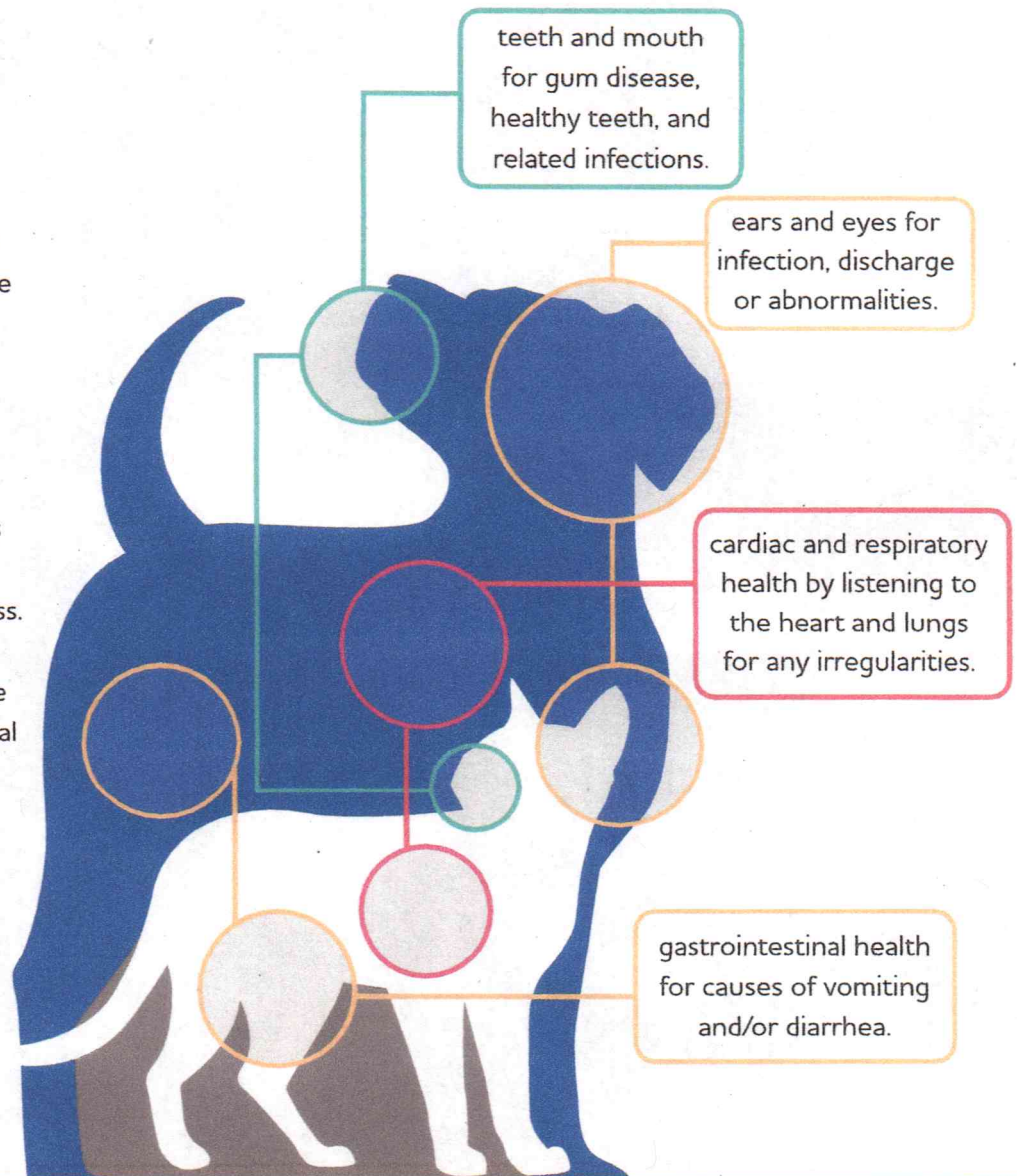 teeth and mouth
for gum disease,
healthy teeth, and
related infections.
ears and eyes for
infection, discharge
or abnormalities.
cardiac and respiratory
health by listening to
the heart and lungs
for any irregularities.
gastrointestinal health
for causes of vomiting
and/or diarrhea.